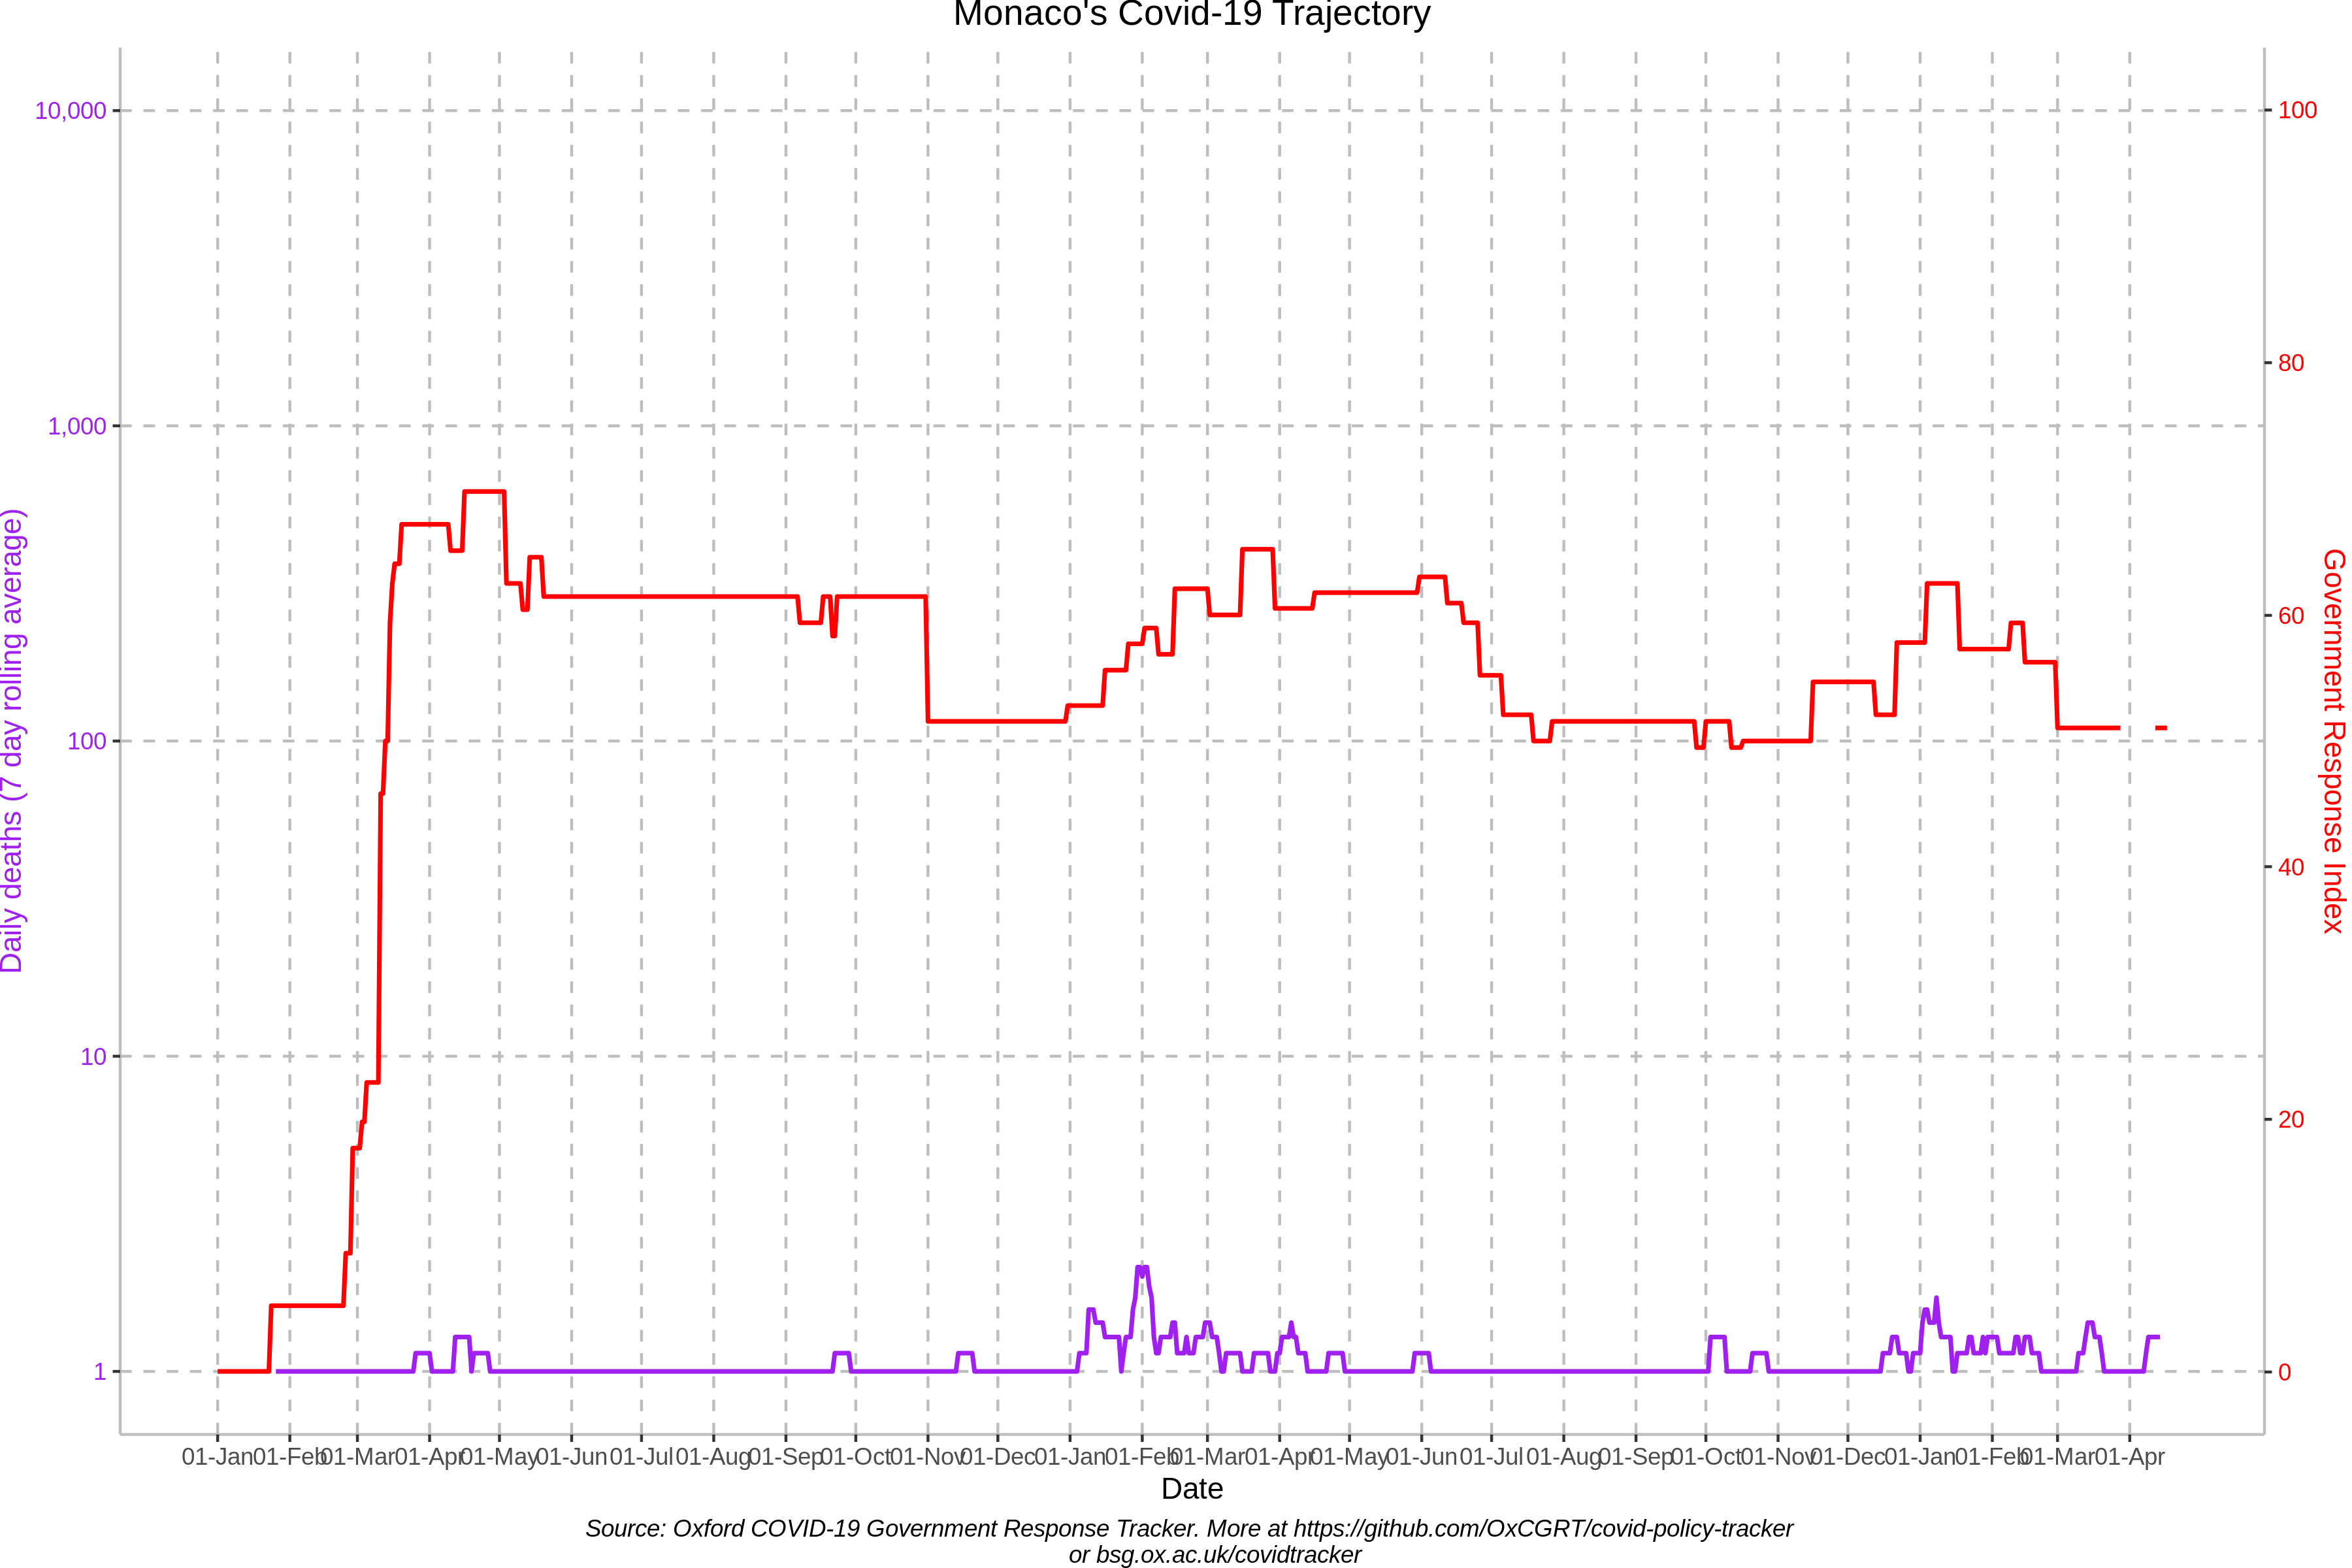 Monaco's Covid-19 Trajectory
10,000
1,000
100
10
1
Daily deaths (7 day rolling average)
100
80
60
40
20
0
Government Response Index
01-Jan 01-Feb 01-Mar 01-Apr 01-May 01-Jun 01-Jul 01-Aug 01-Sep 01-Oct 01-Nov 01-Dec 01-Jan 01-Feb 01-Mar 01-Apr 01-May 01-Jun 01-Jul 01-Aug 01-Sep 01-Oct 01-Nov 01-Dec 01-Jan 01-Feb 01-Mar 01-Apr
Date
Source: Oxford COVID-19 Government Response Tracker. More at https://github.com/OxCGRT/covid-policy-tracker
or bsg.ox.ac.uk/covidtracker